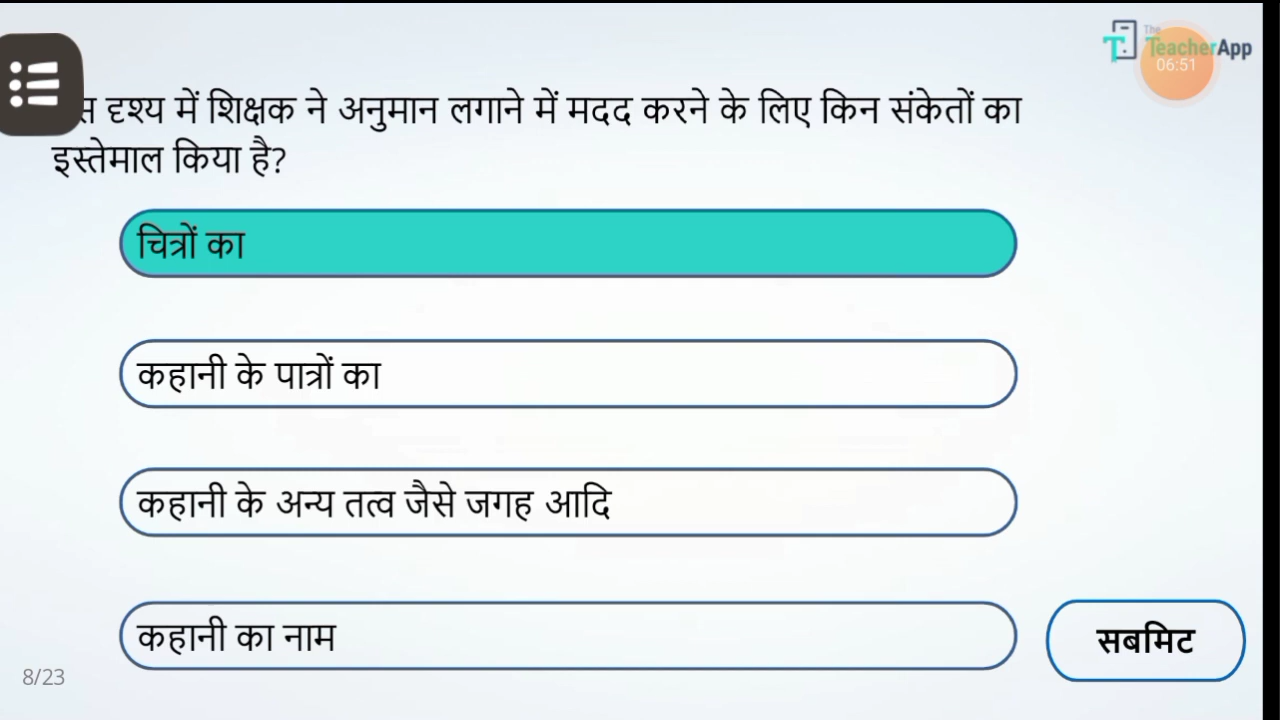 The
TeacherApp
06:51
दृश्य में शिक्षक ने अनुमान लगाने में मदद करने के लिए किन संकेतों का
इस्तेमाल किया है?
चित्रों का
कहानी के पात्रों का
कहानी के अन्य तत्व जैसे जगह आदि
कहानी का नाम
सबमिट
8/23